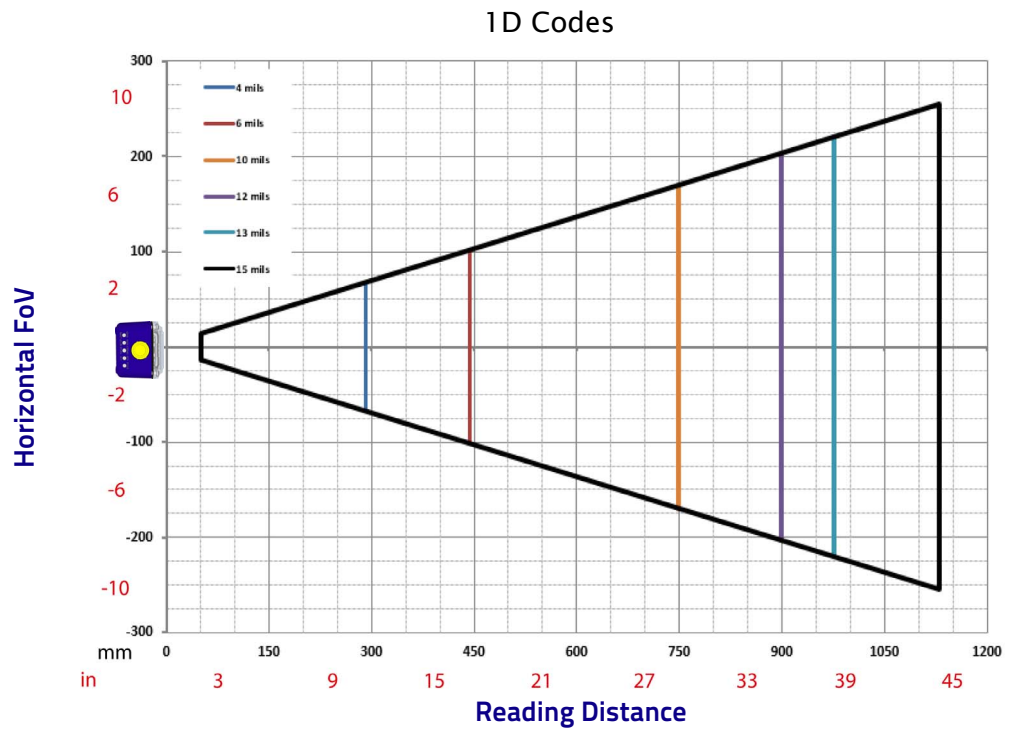 1D Codes
300
10
4 mils
6 mils
200
10 mils
6
12 mils
13 mils
100
15 mils
2
Horizontal FoV
-2
-100
-6
-200
-10
-300
mm 0 150 300 450 600 750 900 1050 1200
in 3 9 15 21 27 33 39 45
Reading Distance